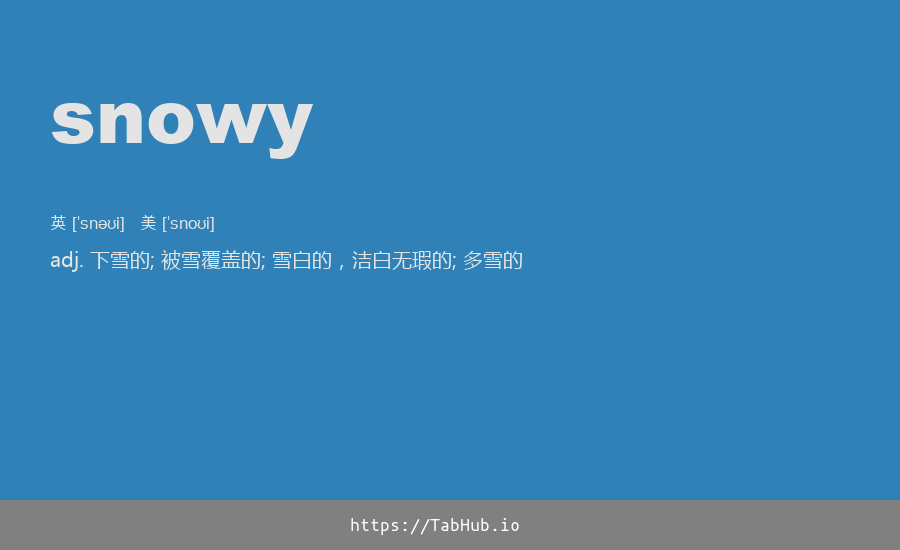 snowy
英 [ˈsnəʊi] 美 [ˈsnoʊi]
adj. 下雪的; 被雪覆盖的; 雪白的，洁白无瑕的; 多雪的
https://TabHub.io